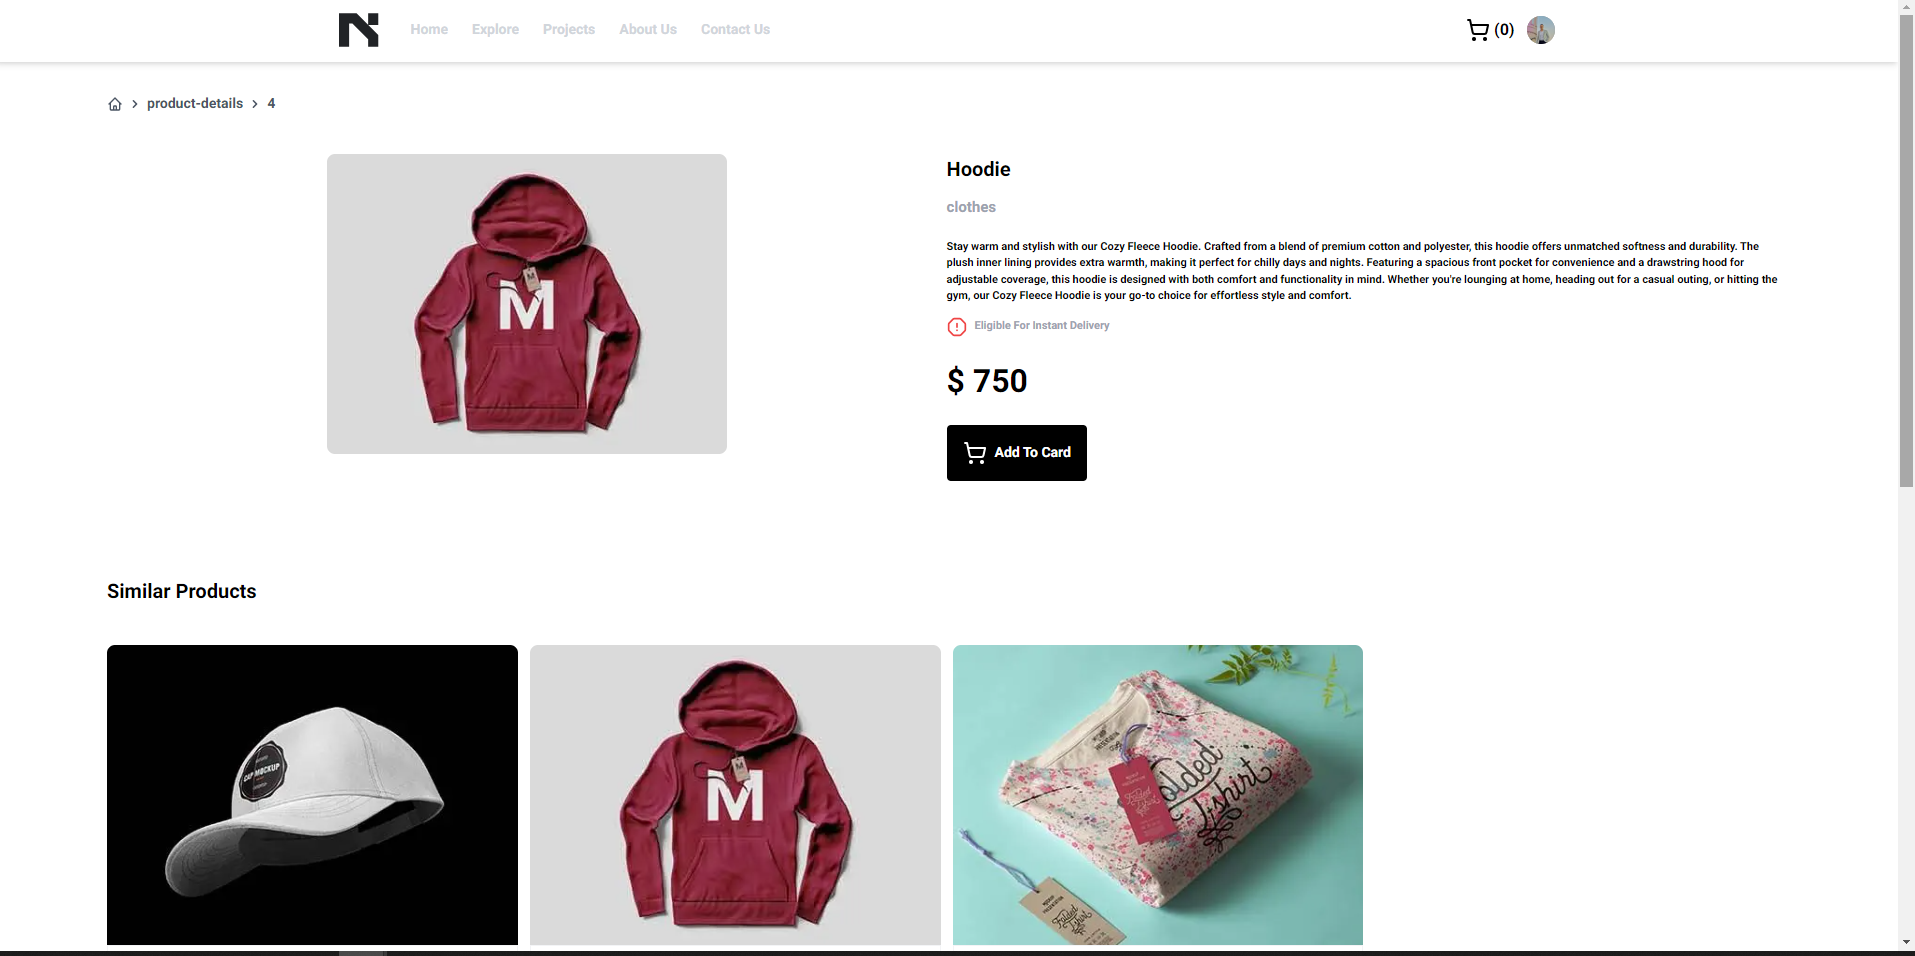 Home Explore Projects About Us Contact Us (0)
product-details 4
M
Hoodie
clothes
Stay warm and stylish with our Cozy Fleece Hoodie. Crafted from a blend of premium cotton and polyester, this hoodie offers unmatched softness and durability. The
plush inner lining provides extra warmth, making it perfect for chilly days and nights. Featuring a spacious front pocket for convenience and a drawstring hood for
adjustable coverage, this hoodie is designed with both comfort and functionality in mind. Whether you're lounging at home, heading out for a casual outing, or hitting the
gym, our Cozy Fleece Hoodie is your go-to choice for effortless style and comfort.
Eligible For Instant Delivery
$ 750
Add To Card
Similar Products
CAP MOCKUP
M
Folded
t.shirt
Folded
t.shirt